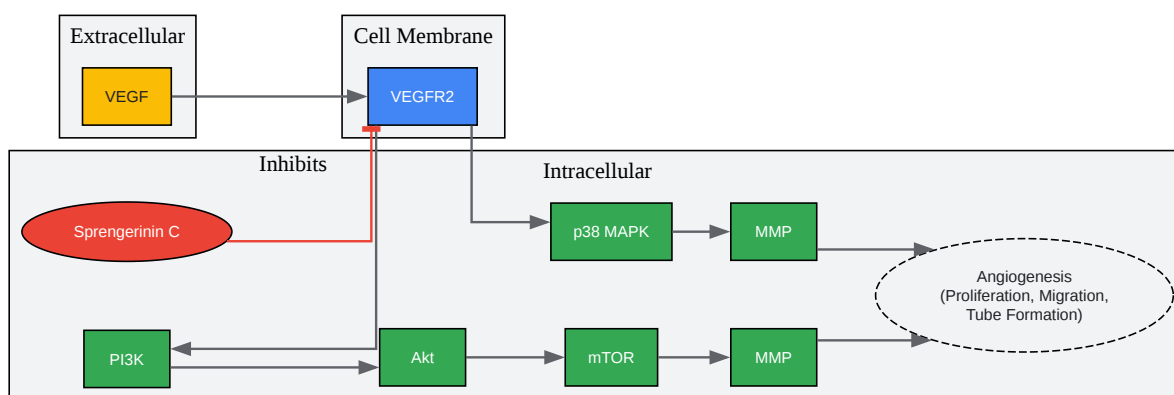 Extracellular
Cell Membrane
VEGF
VEGFR2
Inhibits
Intracellular
Sprengerinin C
p38 MAPK
MMP
Angiogenesis
(Proliferation, Migration,
Tube Formation)
PI3K
Akt
mTOR
MMP